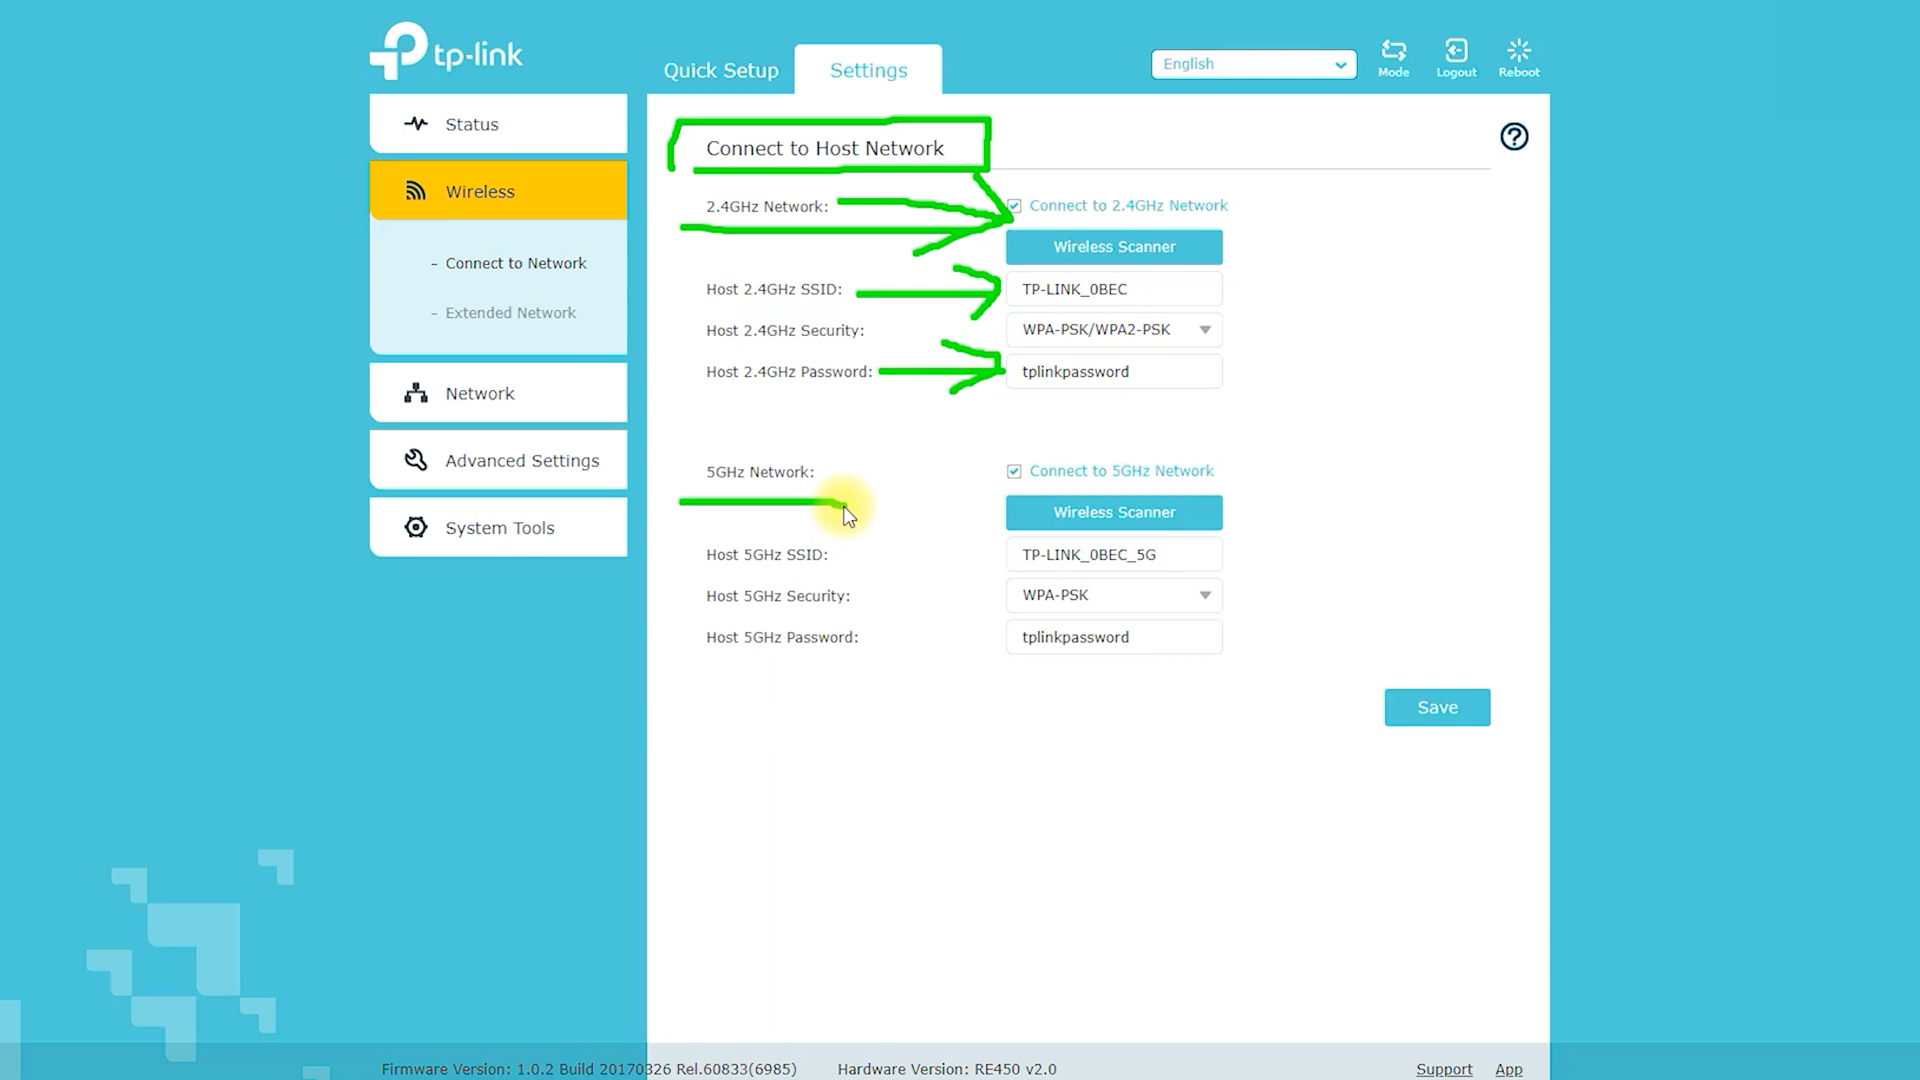 tp-link
Quick Setup
Settings
English
Mode
Logout
Reboot
Status
Wireless
- Connect to Network
- Extended Network
Network
Advanced Settings
System Tools
Connect to Host Network
2.4GHz Network:
Connect to 2.4GHz Network
Wireless Scanner
Host 2.4GHz SSID:
TP-LINK_0BEC
Host 2.4GHz Security:
WPA-PSK/WPA2-PSK
Host 2.4GHz Password:
tplinkpassword
5GHz Network:
Connect to 5GHz Network
Wireless Scanner
Host 5GHz SSID:
TP-LINK_0BEC_5G
Host 5GHz Security:
WPA-PSK
Host 5GHz Password:
tplinkpassword
Save
Firmware Version: 1.0.2 Build 20170326 Rel.60833(6985)
Hardware Version: RE450 v2.0
Support
App